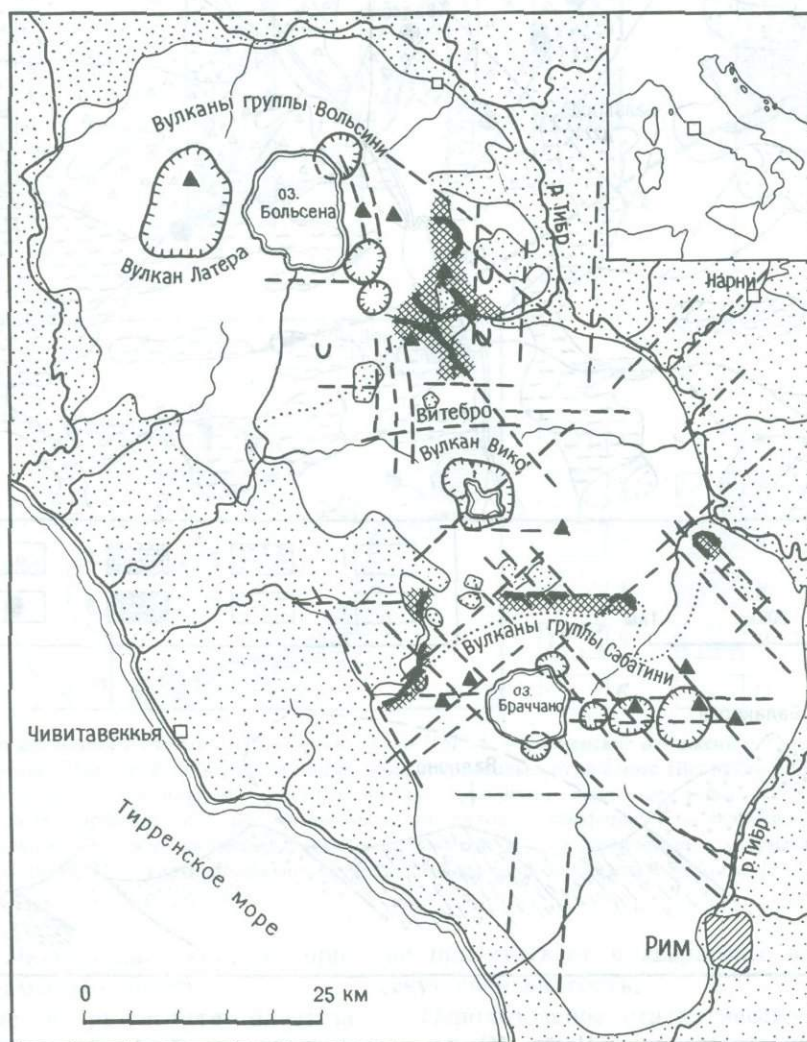 Вулканы группы Вольсини
оз.
Больсена
Вулкан Латера
р. Тибр
Нарни
Витебро
Вулкан Вико
Вулканы группы Сабатини
оз.
Браччано
Чивитавеккья
Тирренское море
р. Тибр
Рим
0 25 км